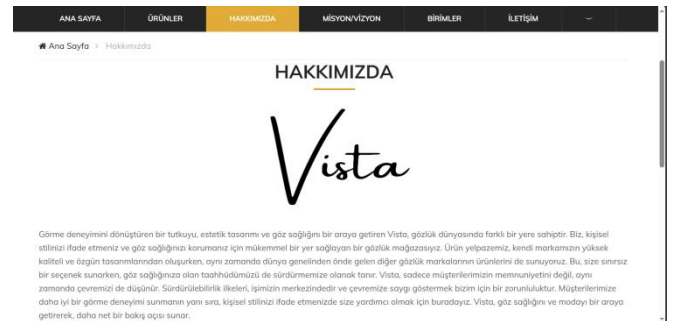 ANA SAYFA ÜRÜNLER HAKKIMIZDA MİSYON/VİZYON BİRİMLER İLETİŞİM
Ana Sayfa > Hakkımızda
HAKKIMIZDA
Vista
Görme deneyimini dönüştüren bir tutkuyu, estetik tasarımı ve göz sağlığını bir araya getiren Vista, gözlük dünyasında farklı bir yere sahiptir. Biz, kişisel
stilinizi ifade etmeniz ve göz sağlığınızı korumanız için mükemmel bir yer sağlayan bir gözlük mağazasıyız. Ürün yelpazemiz, kendi markamızın yüksek
kaliteli ve özgün tasarımlarından oluşurken, aynı zamanda dünya genelinden önde gelen diğer gözlük markalarının ürünlerini de sunuyoruz. Bu, size sınırsız
bir seçenek sunarken, göz sağlığınıza olan taahhüdümüzü de sürdürmemize olanak tanır. Vista, sadece müşterilerimizin memnuniyetini değil, aynı
zamanda çevremizi de düşünür. Sürdürülebilirlik ilkeleri, işimizin merkezindedir ve çevremize saygı göstermek bizim için bir zorunluluktur. Müşterilerimize
daha iyi bir görme deneyimi sunmanın yanı sıra, kişisel stilinizi ifade etmenizde size yardımcı olmak için buradayız. Vista, göz sağlığını ve modayı bir araya
getirerek, daha net bir bakış açısı sunar.